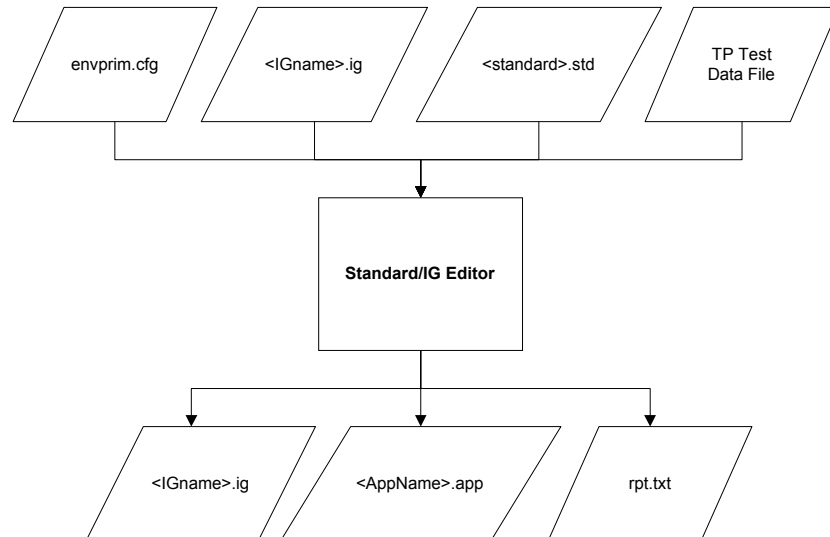 envprim.cfg
<IGname>.ig
<standard>.std
TP Test
Data File
Standard/IG Editor
<IGname>.ig
<AppName>.app
rpt.txt